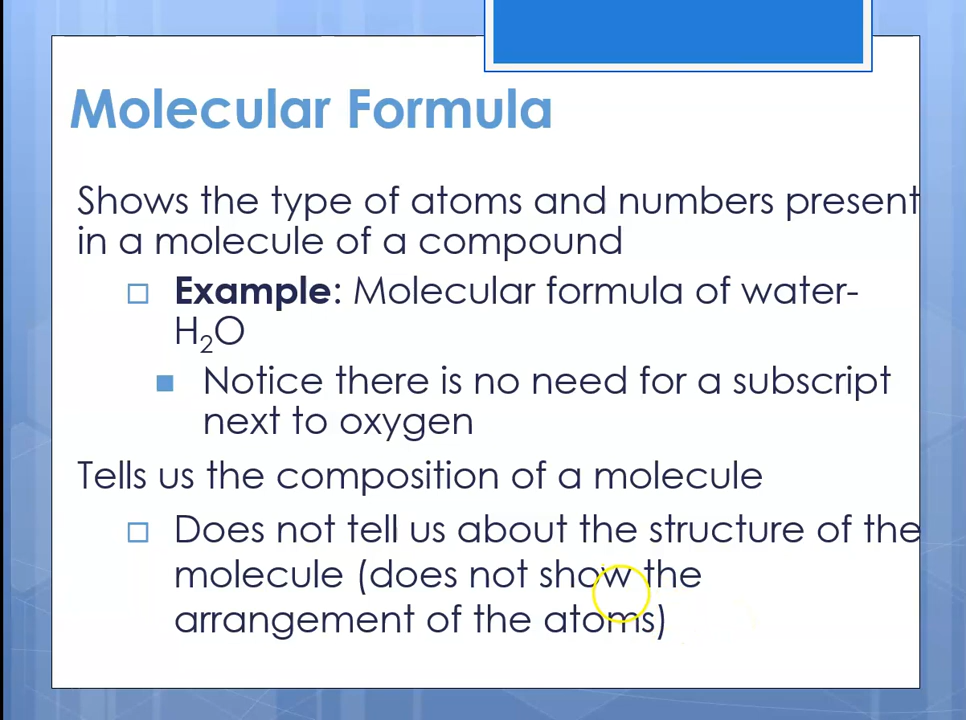 Molecular Formula
Shows the type of atoms and numbers present
in a molecule of a compound
Example: Molecular formula of water-
H₂O
Notice there is no need for a subscript
next to oxygen
Tells us the composition of a molecule
Does not tell us about the structure of the
molecule (does not show the
arrangement of the atoms)